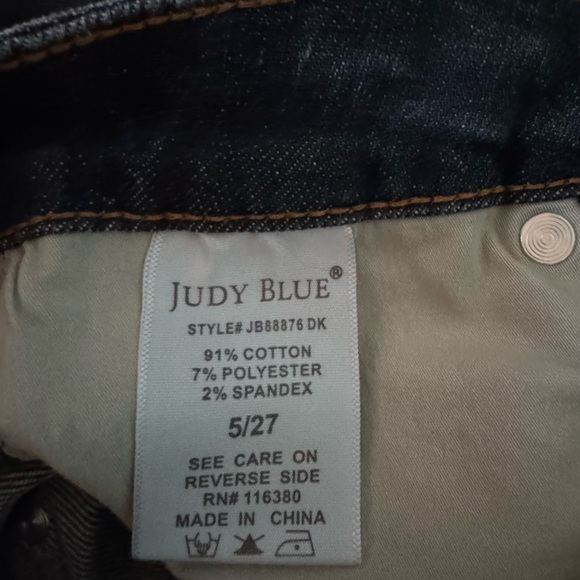 JUDY BLUE®
STYLE# JB88876 DK
91% COTTON
7% POLYESTER
2% SPANDEX
5/27
SEE CARE ON
REVERSE SIDE
RN# 116380
MADE IN CHINA